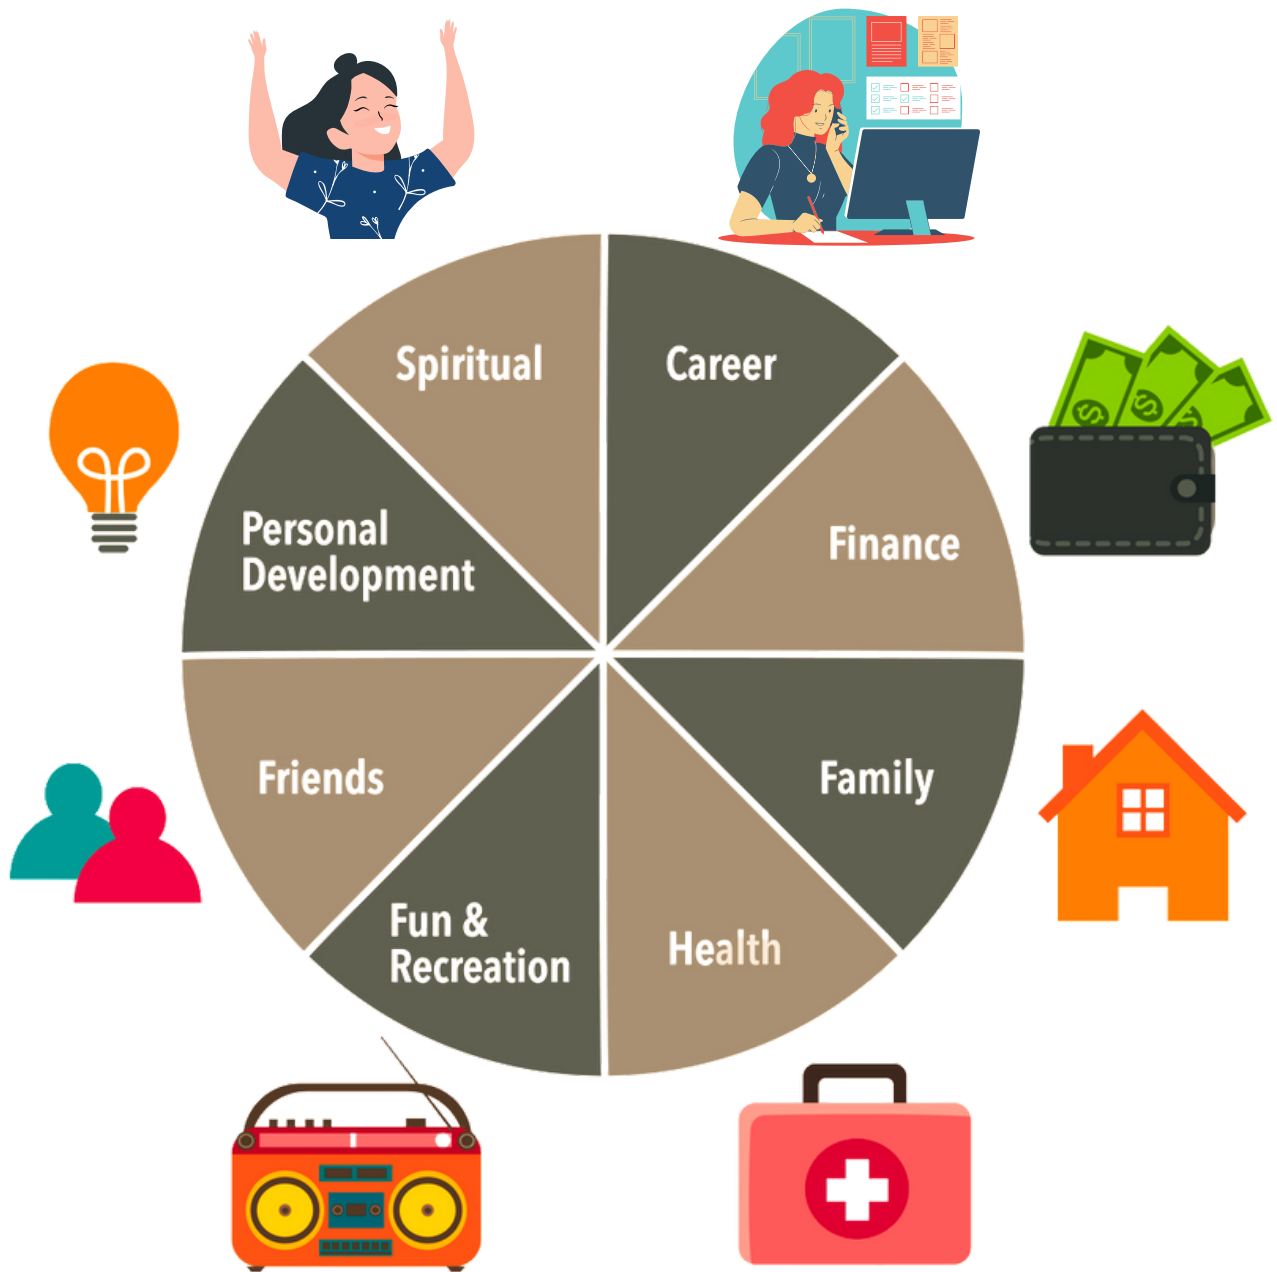 Spiritual
Career
Personal
Development
Finance
Friends
Family
Fun &
Recreation
Health